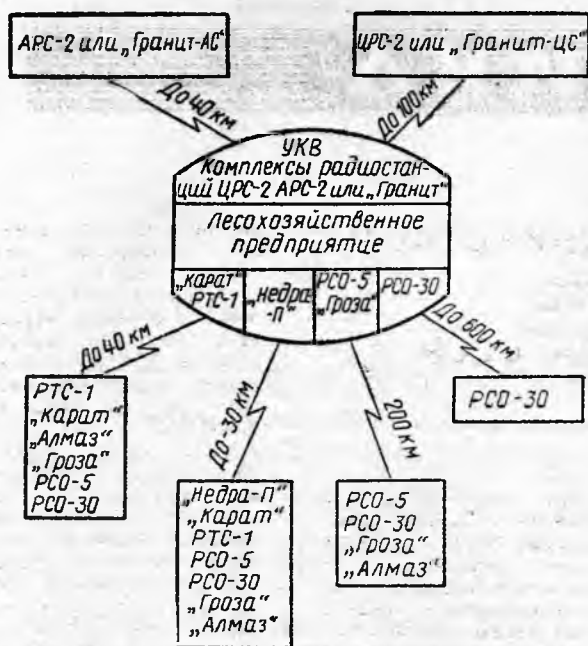 АРС-2 или „Гранит-АС“
ЦРС-2 или „Гранит-ЦС“
До 40 км
До 100 км
УКВ
Комплексы радиостан-
ций ЦРС-2 АРС-2 или „Гранит“
Лесохозяйственное
предприятие
„Карат“
РТС-1
„Недра-
-П“
РСО-5
„Гроза“
РСО-30
До 40 км
До -30 км
200 км
До 600 км
РТС-1
„Карат“
„Алмаз“
„Гроза“
РСО-5
РСО-30
„Недра-П“
„Карат“
РТС-1
РСО-5
РСО-30
„Гроза“
„Алмаз“
РСО-5
РСО-30
„Гроза“
„Алмаз“
РСО-30